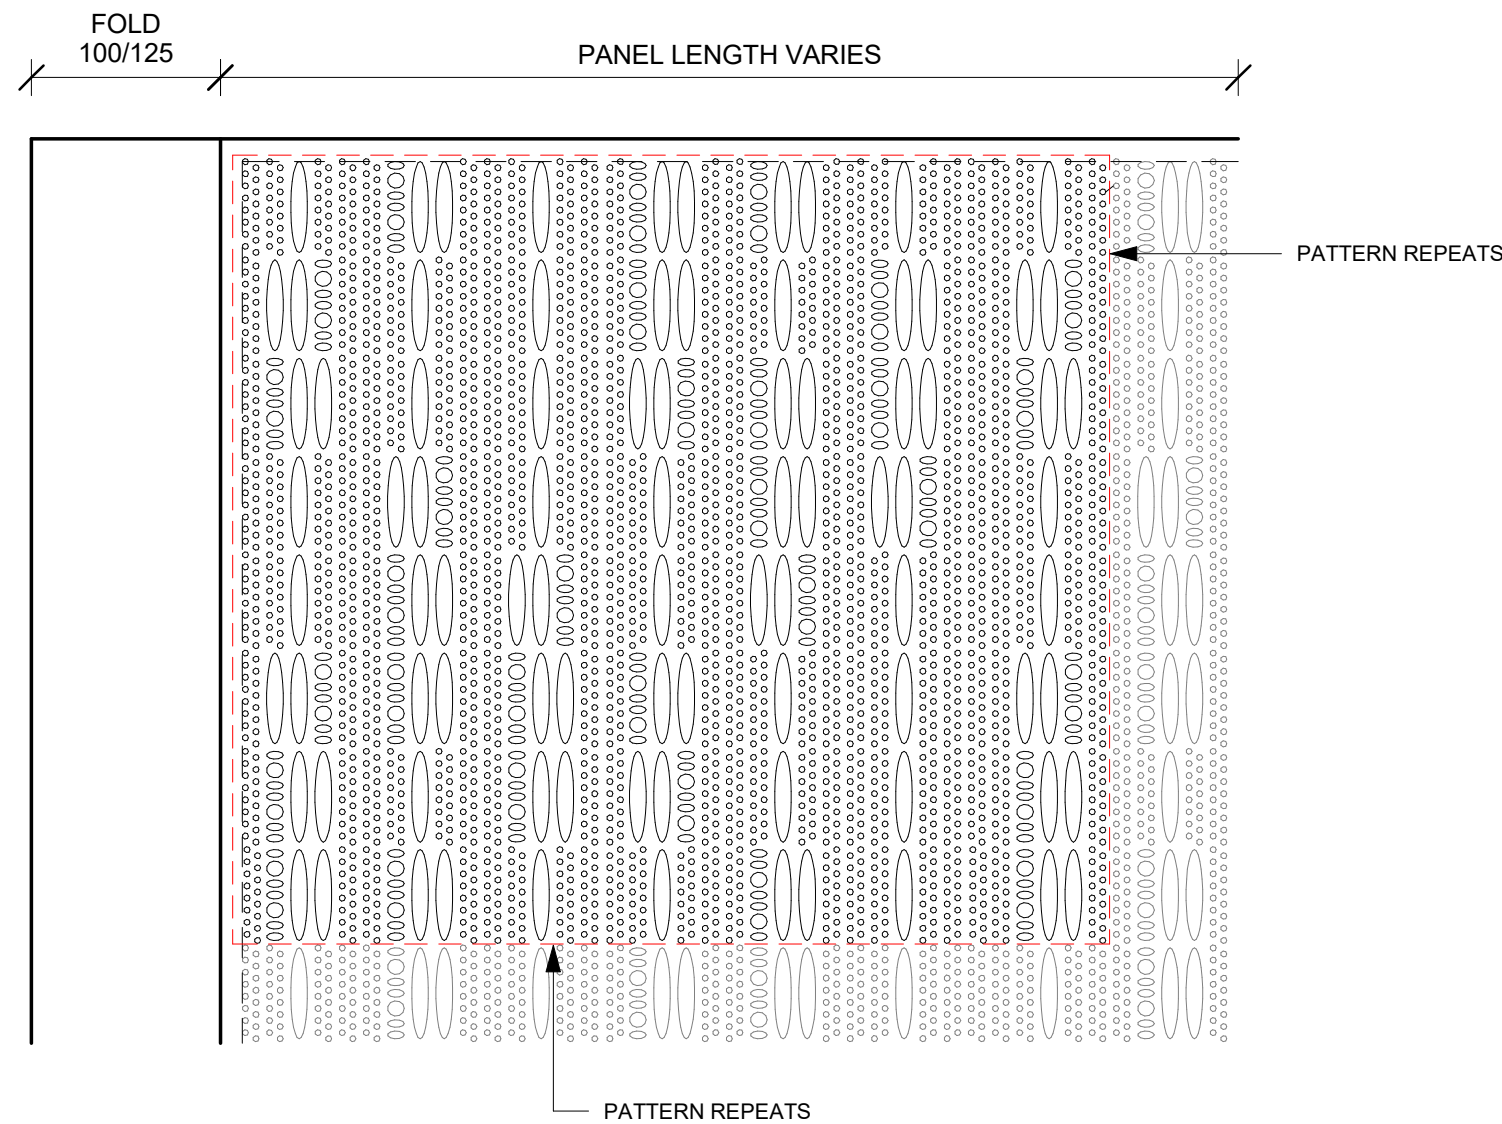 FOLD
100/125
PANEL LENGTH VARIES
PATTERN REPEATS
PATTERN REPEATS